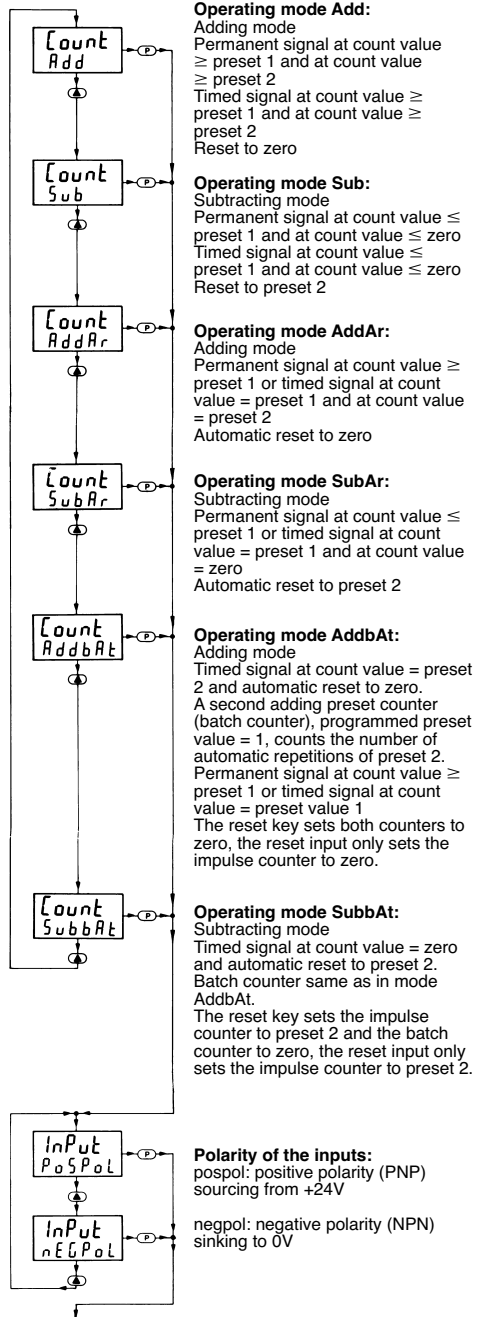 Count
Add
P
Operating mode Add:
Adding mode
Permanent signal at count value
≥ preset 1 and at count value
≥ preset 2
Timed signal at count value ≥
preset 1 and at count value ≥
preset 2
Reset to zero
Count
Sub
P
Operating mode Sub:
Subtracting mode
Permanent signal at count value ≤
preset 1 and at count value ≤ zero
Timed signal at count value ≤
preset 1 and at count value ≤ zero
Reset to preset 2
Count
AddAr
P
Operating mode AddAr:
Adding mode
Permanent signal at count value ≥
preset 1 or timed signal at count
value = preset 1 and at count value
= preset 2
Automatic reset to zero
Count
SubAr
P
Operating mode SubAr:
Subtracting mode
Permanent signal at count value ≤
preset 1 or timed signal at count
value = preset 1 and at count value
= zero
Automatic reset to preset 2
Count
AddbAt
P
Operating mode AddbAt:
Adding mode
Timed signal at count value = preset
2 and automatic reset to zero.
A second adding preset counter
(batch counter), programmed preset
value = 1, counts the number of
automatic repetitions of preset 2.
Permanent signal at count value ≥
preset 1 or timed signal at count
value = preset value 1
The reset key sets both counters to
zero, the reset input only sets the
impulse counter to zero.
Count
SubbAt
P
Operating mode SubbAt:
Subtracting mode
Timed signal at count value = zero
and automatic reset to preset 2.
Batch counter same as in mode
AddbAt.
The reset key sets the impulse
counter to preset 2 and the batch
counter to zero, the reset input only
sets the impulse counter to preset 2.
InPut
PoSPoL
P
Polarity of the inputs:
pospol: positive polarity (PNP)
sourcing from +24V
InPut
nEGPoL
P
negpol: negative polarity (NPN)
sinking to 0V